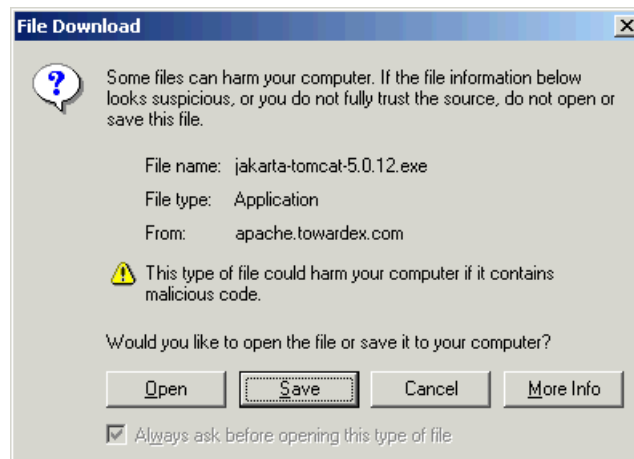 File Download
Some files can harm your computer. If the file information below
looks suspicious, or you do not fully trust the source, do not open or
save this file.
File name: jakarta-tomcat-5.0.12.exe
File type: Application
From: apache.towardex.com
This type of file could harm your computer if it contains
malicious code.
Would you like to open the file or save it to your computer?
Open Save Cancel More Info
Always ask before opening this type of file